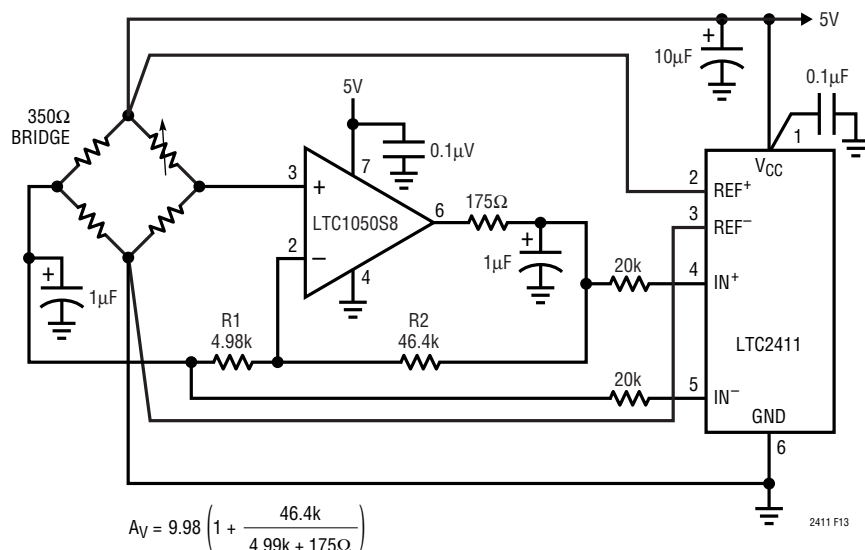 5V
10µF
0.1µF
1
350Ω
BRIDGE
5V
7
0.1µV
3
+
LTC1050S8
6
175Ω
2
−
4
+
1µF
+
1µF
R1
4.98k
R2
46.4k
20k
20k
VCC
2
REF+
3
REF−
4
IN+
LTC2411
5
IN−
GND
6
AV = 9.98 (1 + 46.4k / 4.99k + 175Ω)
2411 F13
+